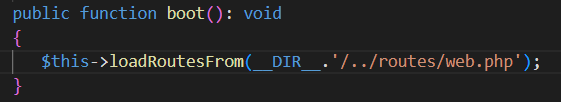 public function boot(): void
{
$this->loadRoutesFrom(__DIR__.'/../routes/web.php');
}